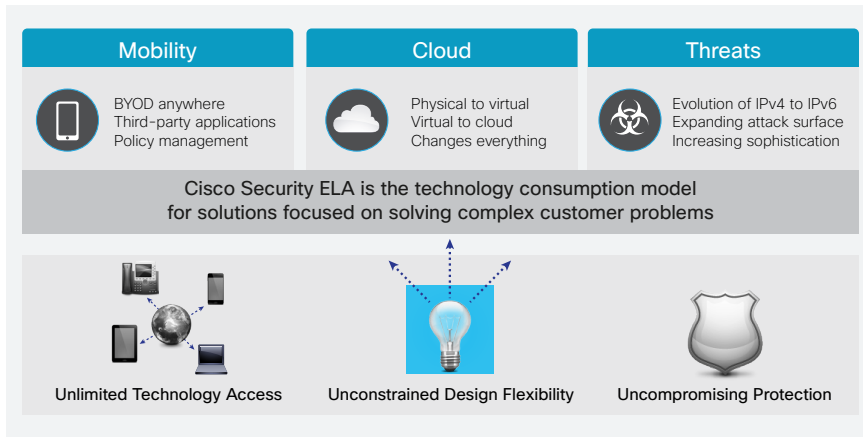 Mobility
BYOD anywhere
Third-party applications
Policy management
Cloud
Physical to virtual
Virtual to cloud
Changes everything
Threats
Evolution of IPv4 to IPv6
Expanding attack surface
Increasing sophistication
Cisco Security ELA is the technology consumption model
for solutions focused on solving complex customer problems
Unlimited Technology Access
Unconstrained Design Flexibility
Uncompromising Protection